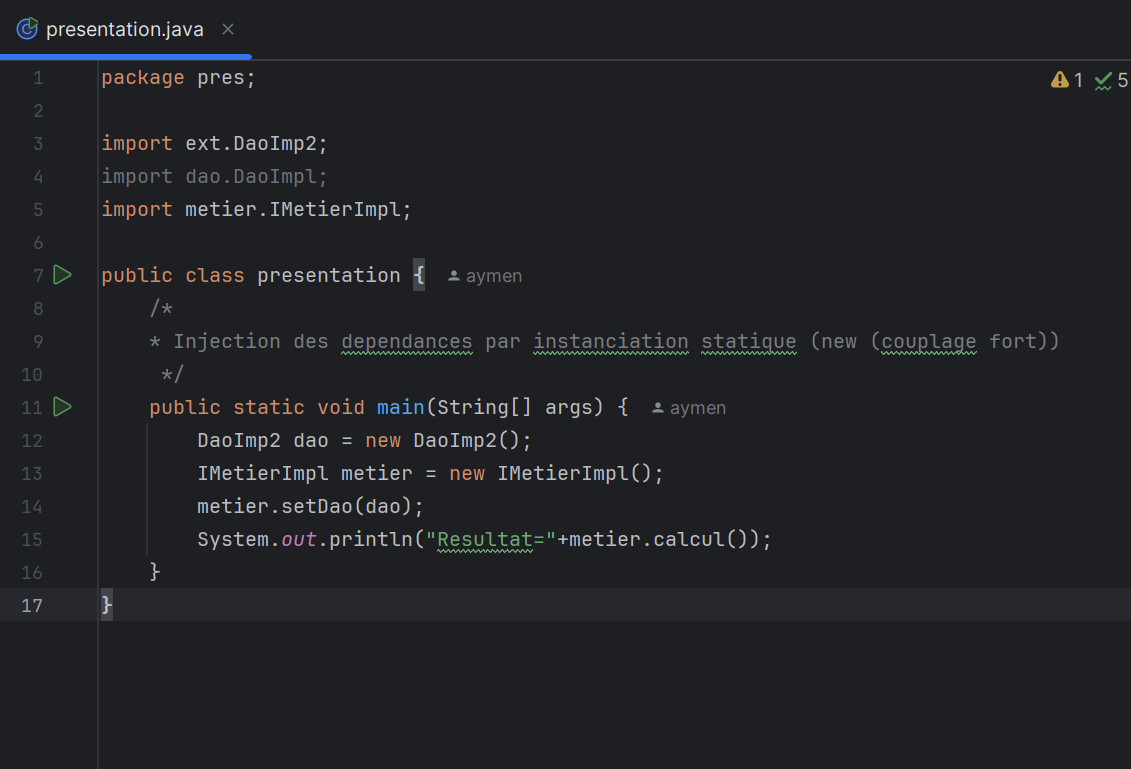 presentation.java
1 package pres;
2
3 import ext.DaoImp2;
4 import dao.DaoImpl;
5 import metier.IMetierImpl;
6
7 public class presentation { aymen
8 /*
9 * Injection des dependances par instanciation statique (new (couplage fort))
10 */
11 public static void main(String[] args) { aymen
12 DaoImp2 dao = new DaoImp2();
13 IMetierImpl metier = new IMetierImpl();
14 metier.setDao(dao);
15 System.out.println("Resultat="+metier.calcul());
16 }
17 }
1 5